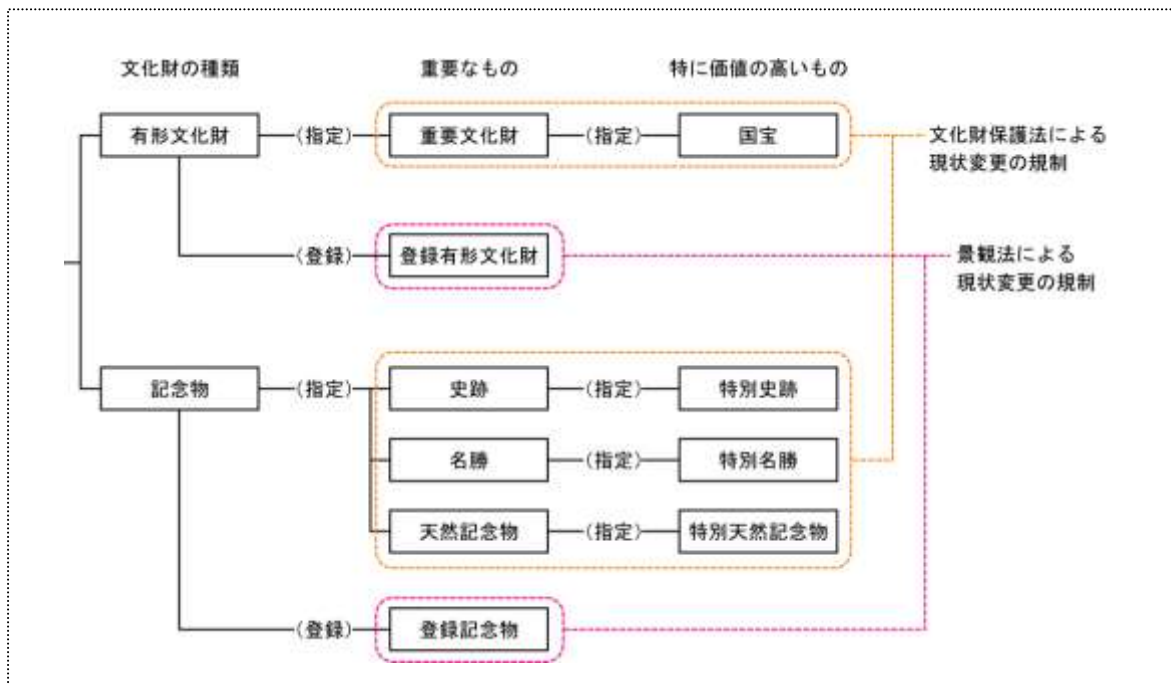 文化財の種類 重要なもの 特に価値の高いもの
有形文化財 (指定) 重要文化財 (指定) 国宝
文化財保護法による
現状変更の規制
(登録) 登録有形文化財
景観法による
現状変更の規制
記念物 (指定) 史跡 (指定) 特別史跡
名勝 (指定) 特別名勝
天然記念物 (指定) 特別天然記念物
(登録) 登録記念物